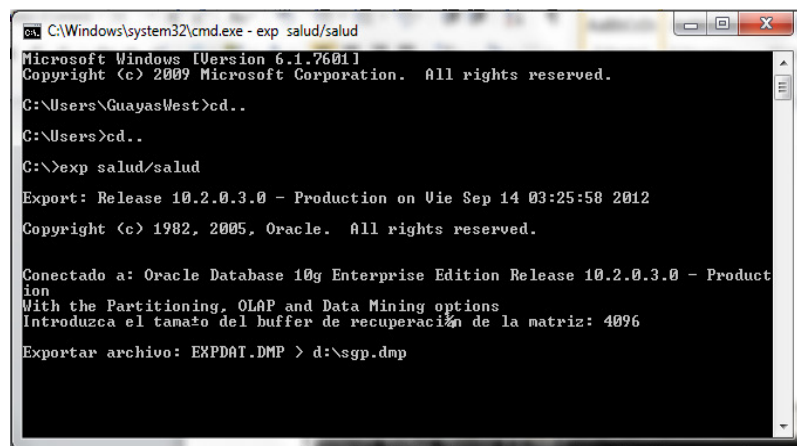 C:\Windows\system32\cmd.exe - exp salud/salud
Microsoft Windows [Version 6.1.7601]
Copyright (c) 2009 Microsoft Corporation.  All rights reserved.
C:\Users\GuayasWest>cd..
C:\Users>cd..
C:\>exp salud/salud
Export: Release 10.2.0.3.0 - Production on Vie Sep 14 03:25:58 2012
Copyright (c) 1982, 2005, Oracle.  All rights reserved.
Conectado a: Oracle Database 10g Enterprise Edition Release 10.2.0.3.0 - Product
ion
With the Partitioning, OLAP and Data Mining options
Introduzca el tama±o del buffer de recuperaci¾n de la matriz: 4096
Exportar archivo: EXPDAT.DMP > d:\sgp.dmp